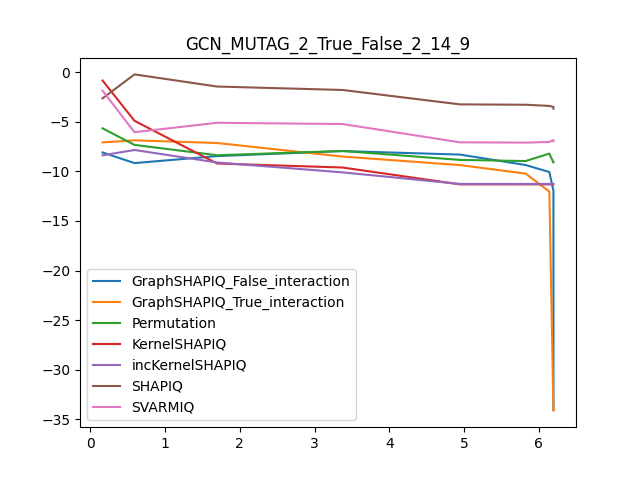 GCN_MUTAG_2_True_False_2_14_9
0
−5
−10
−15
−20
−25
−30
−35
GraphSHAPIQ_False_interaction
GraphSHAPIQ_True_interaction
Permutation
KernelSHAPIQ
incKernelSHAPIQ
SHAPIQ
SVARMIQ
0 1 2 3 4 5 6